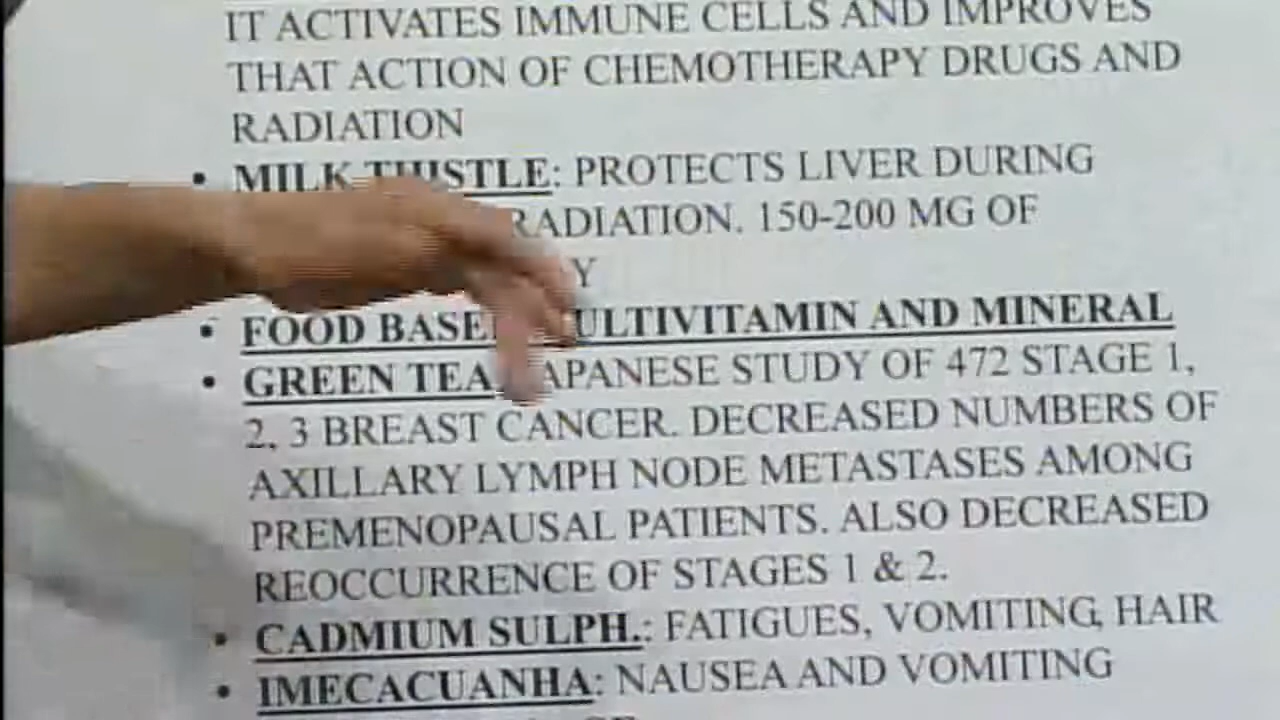 IT ACTIVATES IMMUNE CELLS AND IMPROVES
THAT ACTION OF CHEMOTHERAPY DRUGS AND
RADIATION
• MILK THISTLE: PROTECTS LIVER DURING
RADIATION. 150-200 MG OF
• FOOD BASED MULTIVITAMIN AND MINERAL
• GREEN TEA JAPANESE STUDY OF 472 STAGE 1,
2, 3 BREAST CANCER. DECREASED NUMBERS OF
AXILLARY LYMPH NODE METASTASES AMONG
PREMENOPAUSAL PATIENTS. ALSO DECREASED
REOCCURRENCE OF STAGES 1 & 2.
• CADMIUM SULPH.: FATIGUES, VOMITING, HAIR
• IMECACUANHA: NAUSEA AND VOMITING